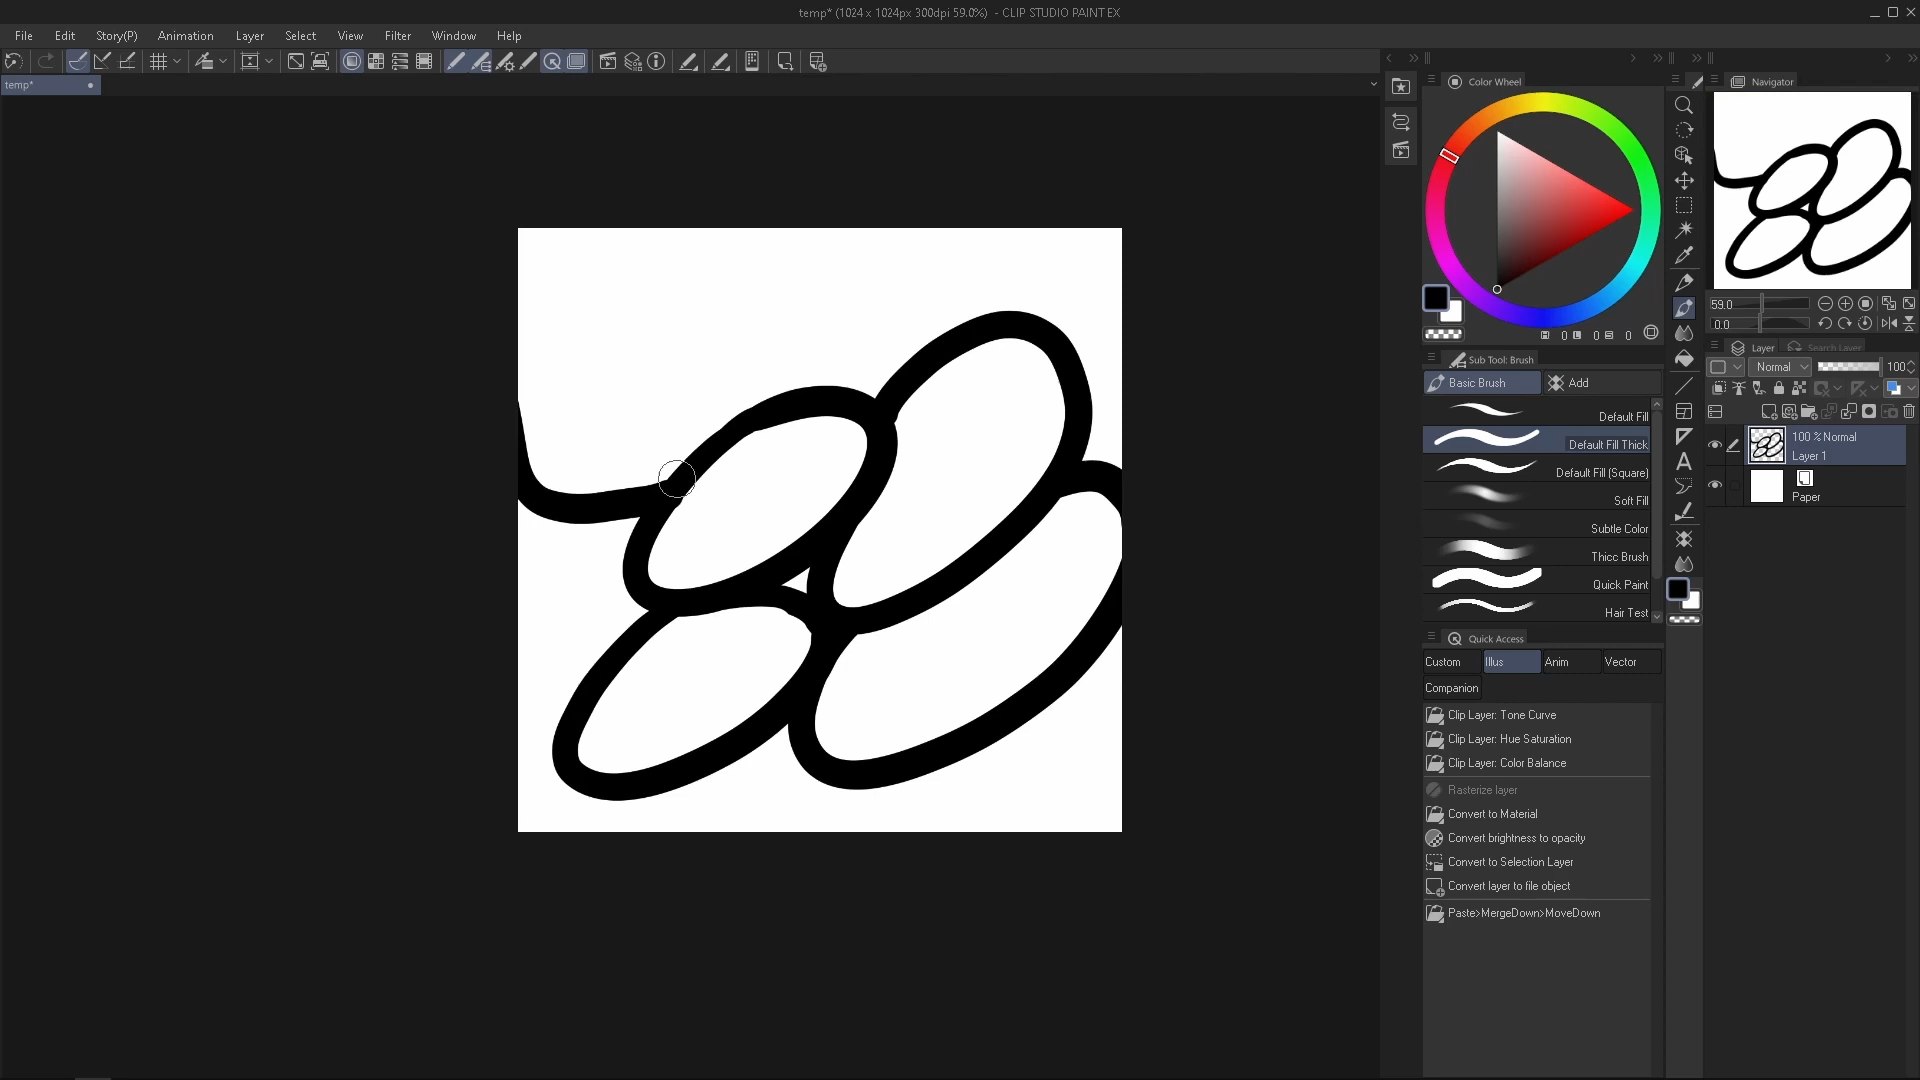 temp* (1024 x 1024px 300dpi 59.0%) - CLIP STUDIO PAINT EX
File Edit Story(P) Animation Layer Select View Filter Window Help
temp*
Color Wheel
0 L 0 0
Sub Tool: Brush
Basic Brush Add
Default Fill
Default Fill Thick
Default Fill (Square)
Soft Fill
Subtle Color
Thicc Brush
Quick Paint
Hair Test
Quick Access
Custom Illus Anim Vector
Companion
Clip Layer: Tone Curve
Clip Layer: Hue Saturation
Clip Layer: Color Balance
Rasterize layer
Convert to Material
Convert brightness to opacity
Convert to Selection Layer
Convert layer to file object
Paste>MergeDown>MoveDown
Navigator
59.0
0.0
Layer Search Layer
Normal 100
100 % Normal
Layer 1
Paper